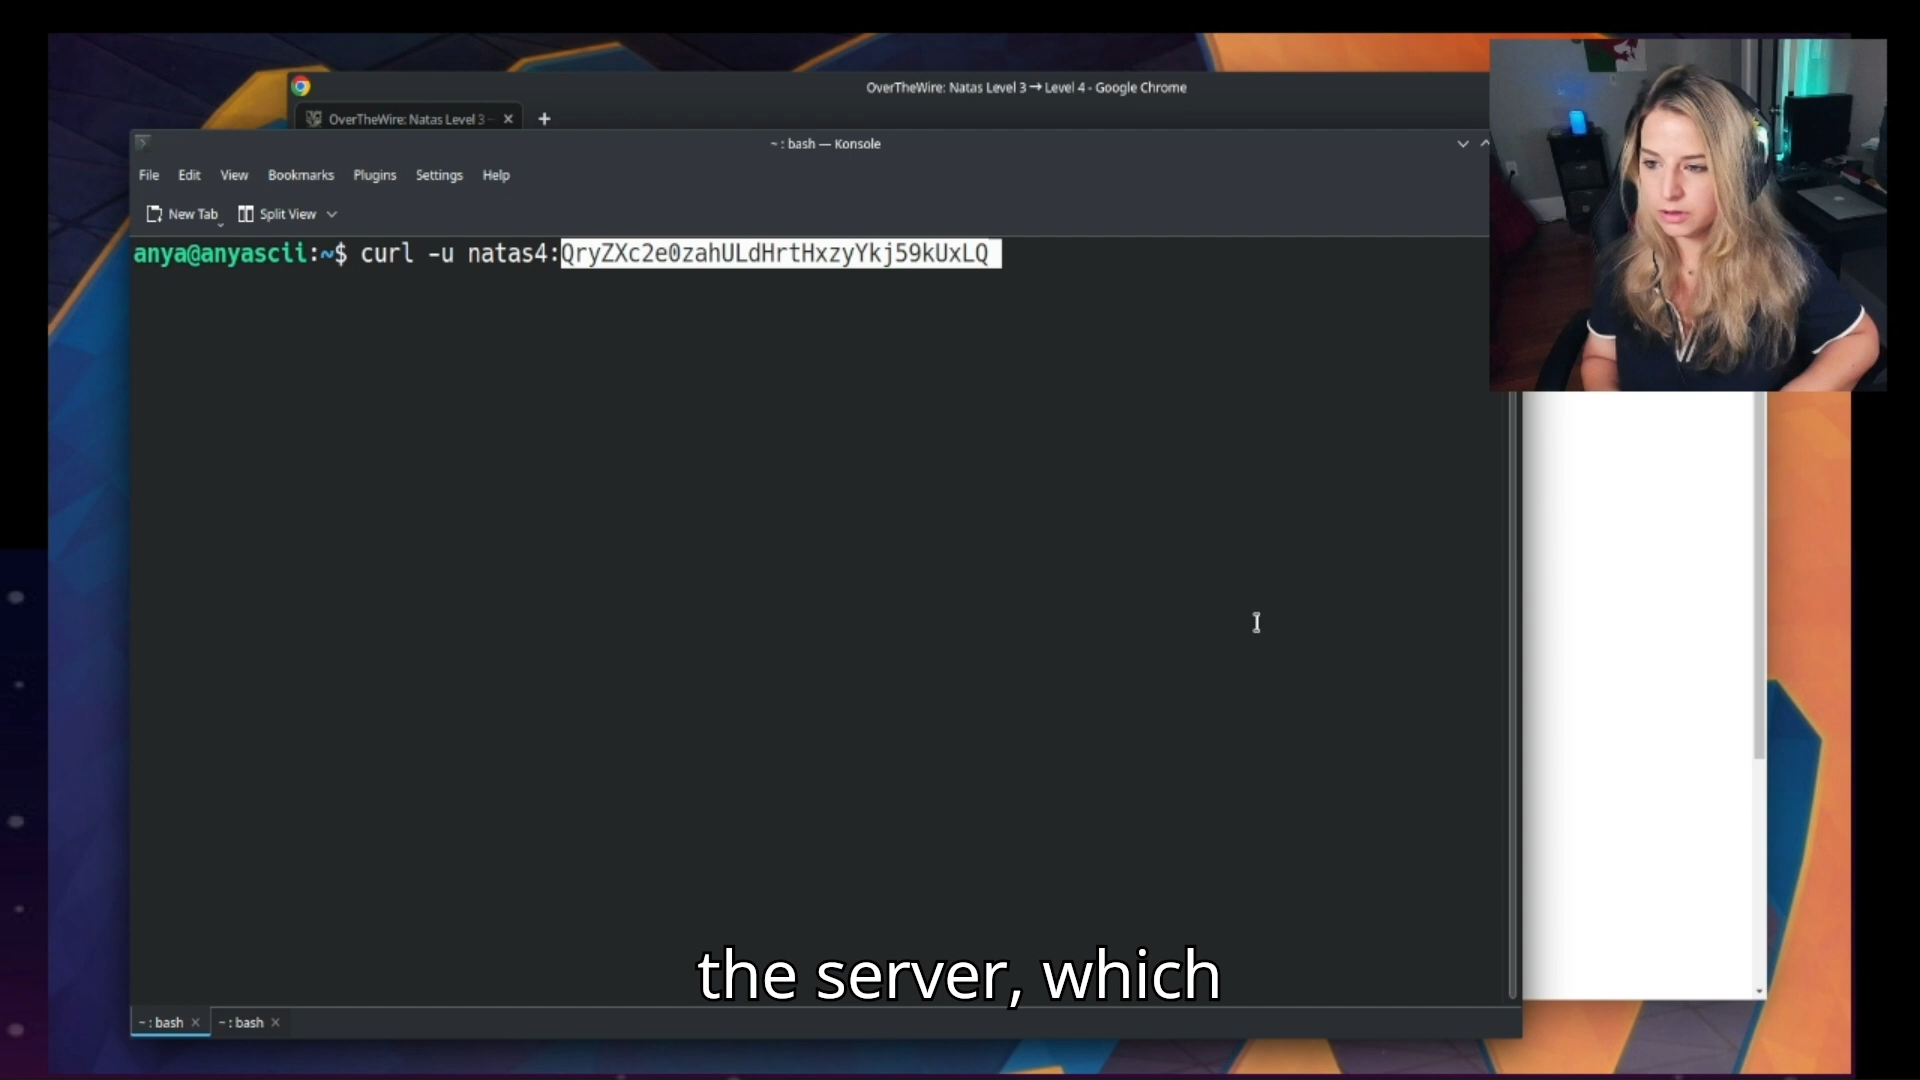 OverTheWire: Natas Level 3 → Level 4 - Google Chrome
OverTheWire: Natas Level 3 -
~ : bash — Konsole
File Edit View Bookmarks Plugins Settings Help
New Tab Split View
anya@anyascii:~$ curl -u natas4:QryZXc2e0zahULdHrtHxzyYkj59kUxLQ
the server, which
~ : bash ~ : bash